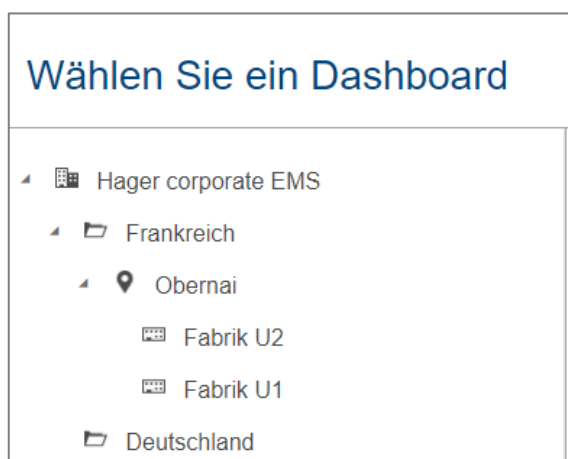 Wählen Sie ein Dashboard
Hager corporate EMS
Frankreich
Obernai
Fabrik U2
Fabrik U1
Deutschland